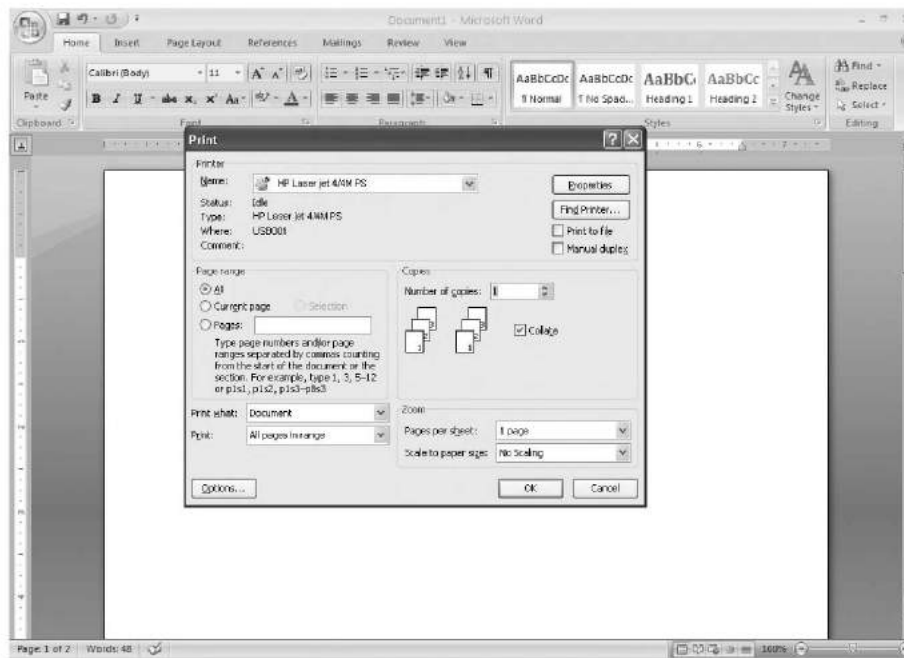 Document1 - Microsoft Word
Home Insert Page Layout References Mailings Review View
Calibri (Body) 11
Paste
B I U abc x₂ x² Aa A
AaBbCcDc AaBbCcDc AaBbC AaBbCc
¶ Normal ¶ No Spac... Heading 1 Heading 2
Change Styles
Find
Replace
Select
Clipboard Font Paragraph Styles Editing
Print
Printer
Name: HP Laser jet 4/4M PS
Properties
Status: Idle
Type: HP Laser jet 4/4M PS
Find Printer...
Where: USB001
Print to file
Comment:
Manual duplex
Page range
All
Current page Selection
Pages:
Type page numbers and/or page
ranges separated by commas counting
from the start of the document or the
section. For example, type 1, 3, 5–12
or p1s1, p1s2, p1s3–p8s3
Copies
Number of copies: 1
Collate
Print what: Document
Print: All pages in range
Zoom
Pages per sheet: 1 page
Scale to paper size: No Scaling
Options...
OK Cancel
Page: 1 of 2 Words: 48
160%